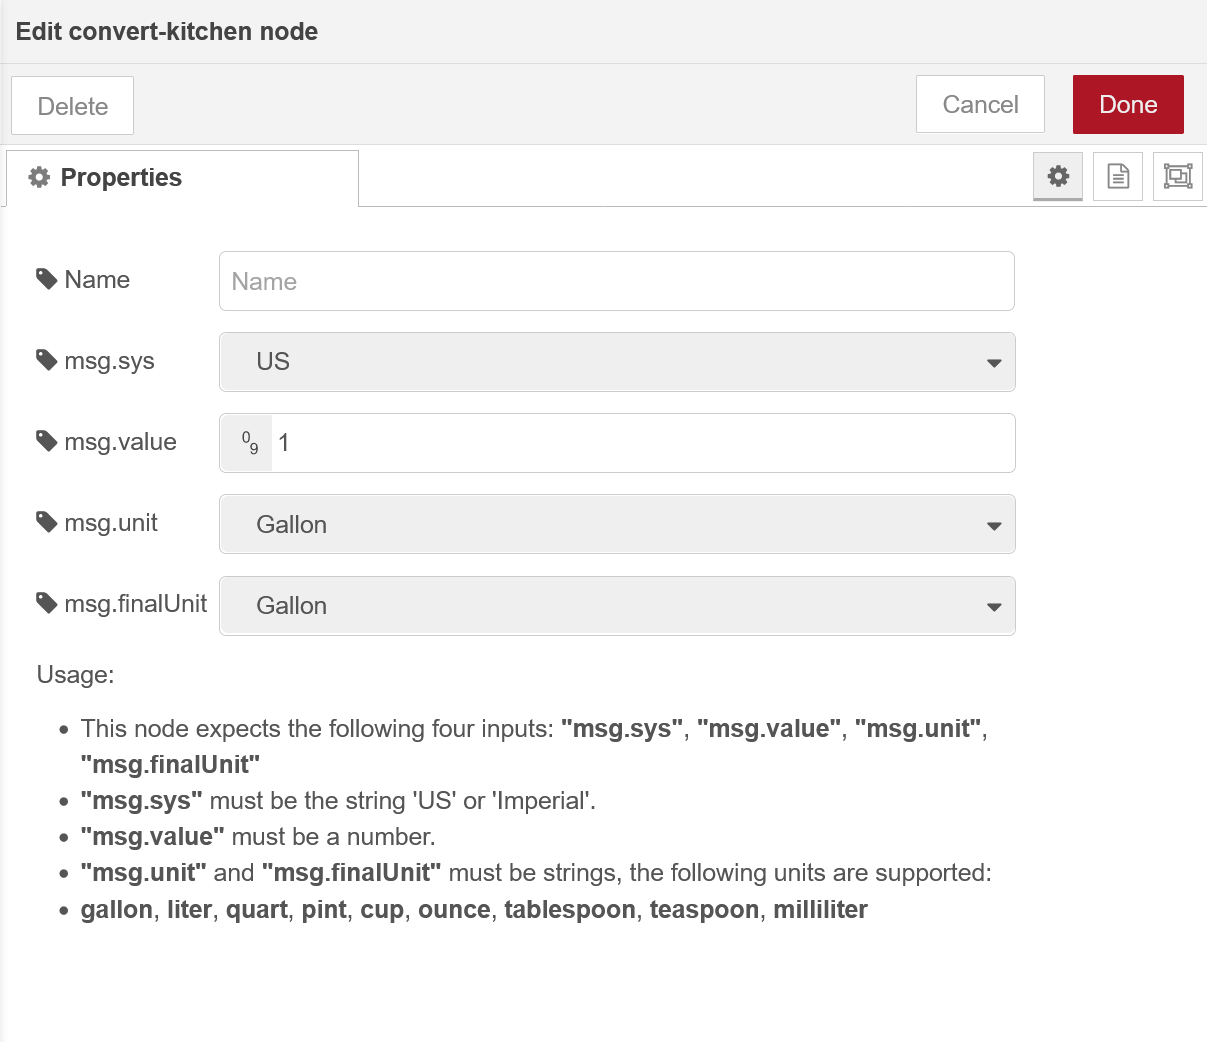 Edit convert-kitchen node
Delete
Cancel
Done
Properties
Name
Name
msg.sys
US
msg.value
0
9
1
msg.unit
Gallon
msg.finalUnit
Gallon
Usage:
• This node expects the following four inputs: "msg.sys", "msg.value", "msg.unit",
"msg.finalUnit"
• "msg.sys" must be the string 'US' or 'Imperial'.
• "msg.value" must be a number.
• "msg.unit" and "msg.finalUnit" must be strings, the following units are supported:
• gallon, liter, quart, pint, cup, ounce, tablespoon, teaspoon, milliliter